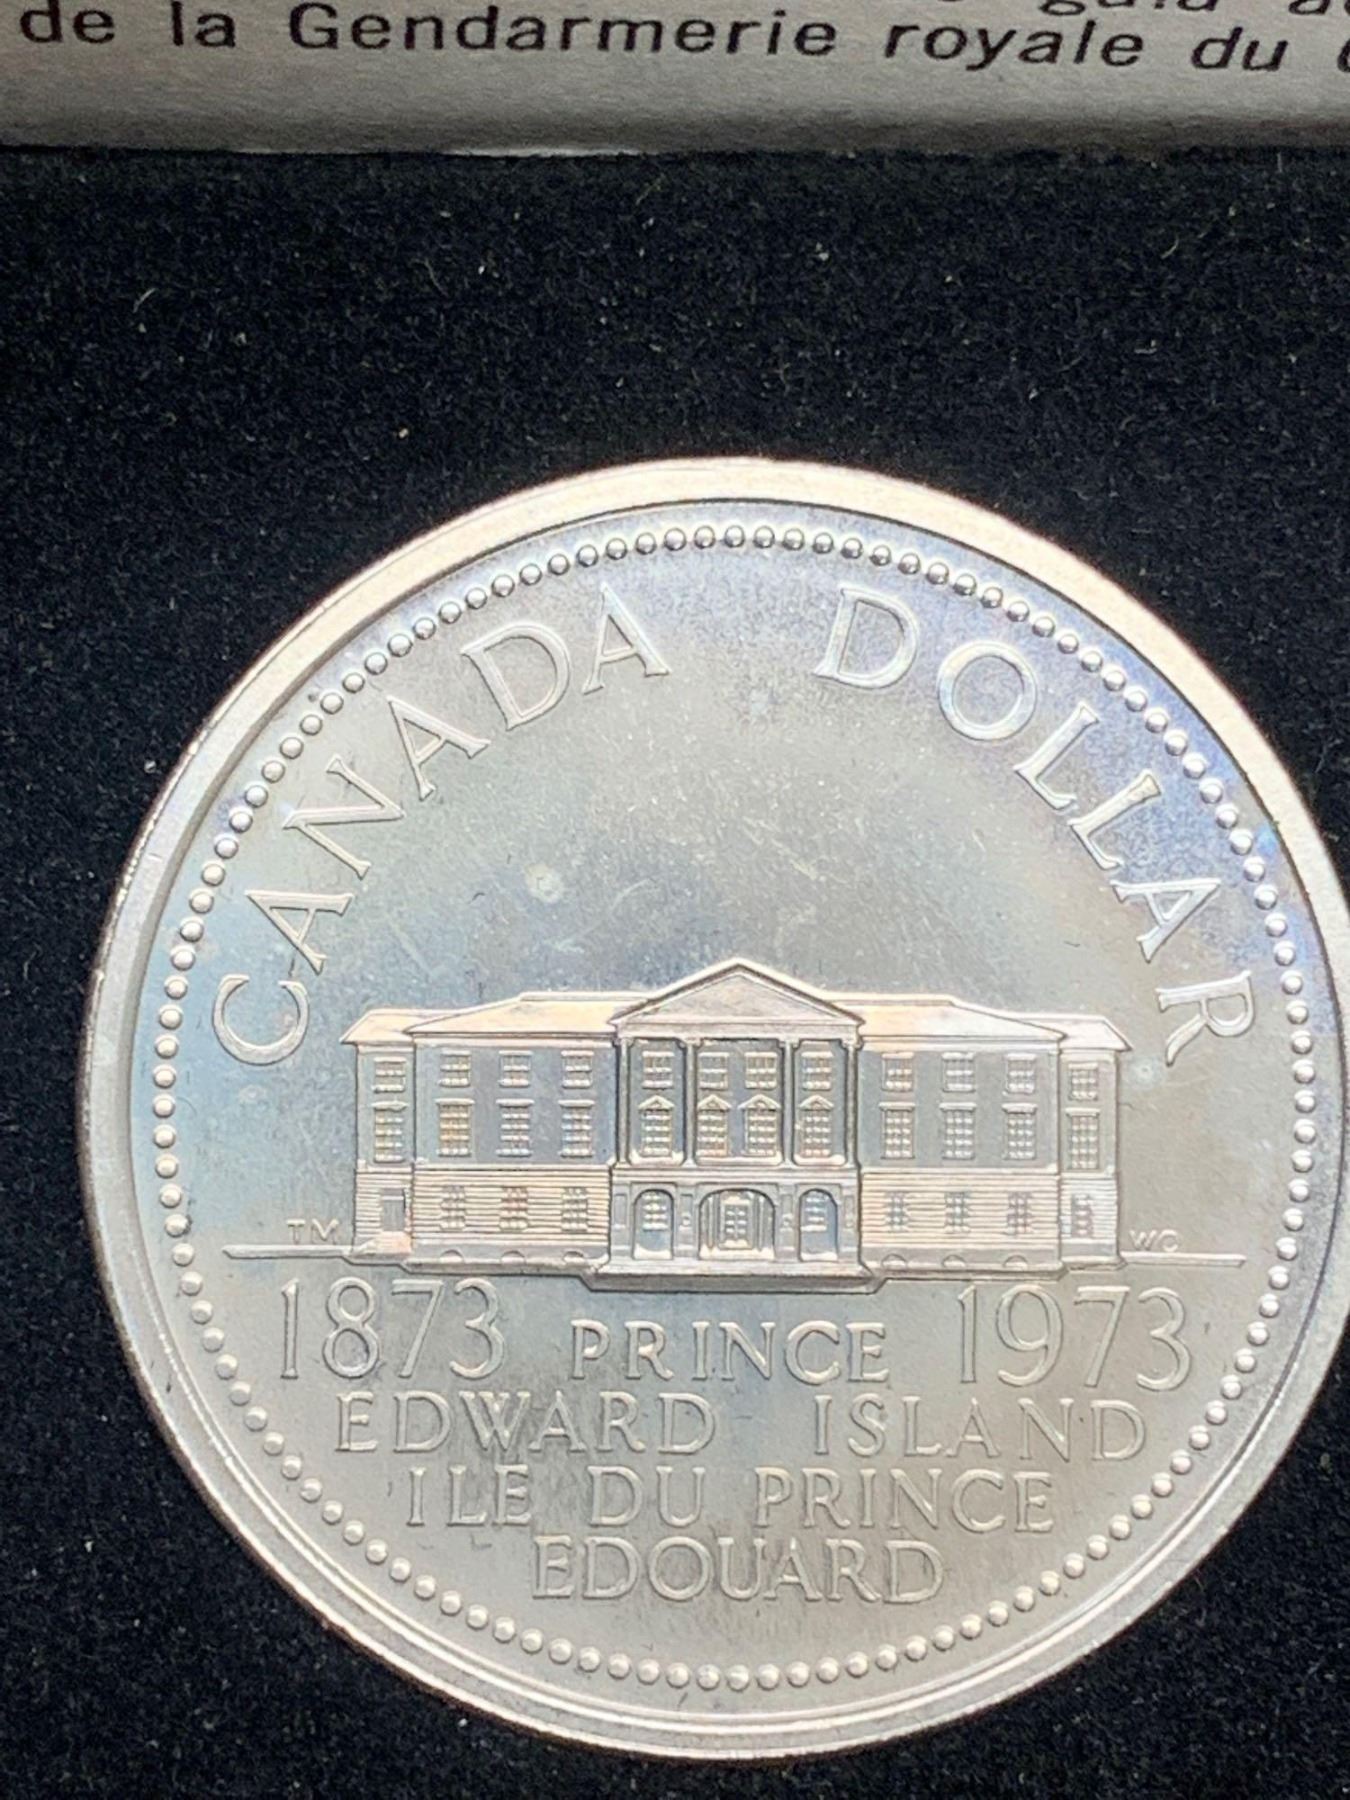 de la Gendarmerie royale du
CANADA DOLLAR
TM WC
1873 PRINCE 1973
EDWARD ISLAND
ILE DU PRINCE
EDOUARD